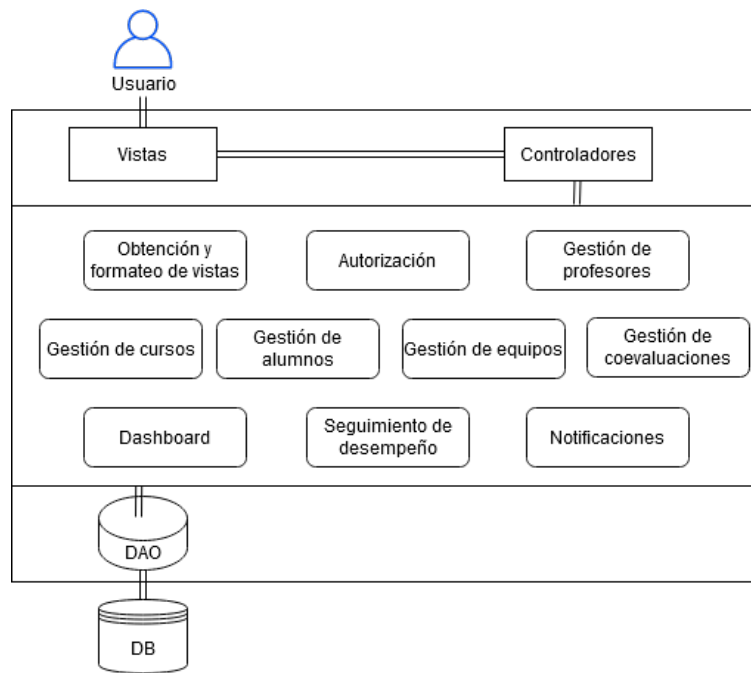 Usuario
Vistas
Controladores
Obtención y
formateo de vistas
Autorización
Gestión de
profesores
Gestión de cursos
Gestión de
alumnos
Gestión de equipos
Gestión de
coevaluaciones
Dashboard
Seguimiento de
desempeño
Notificaciones
DAO
DB